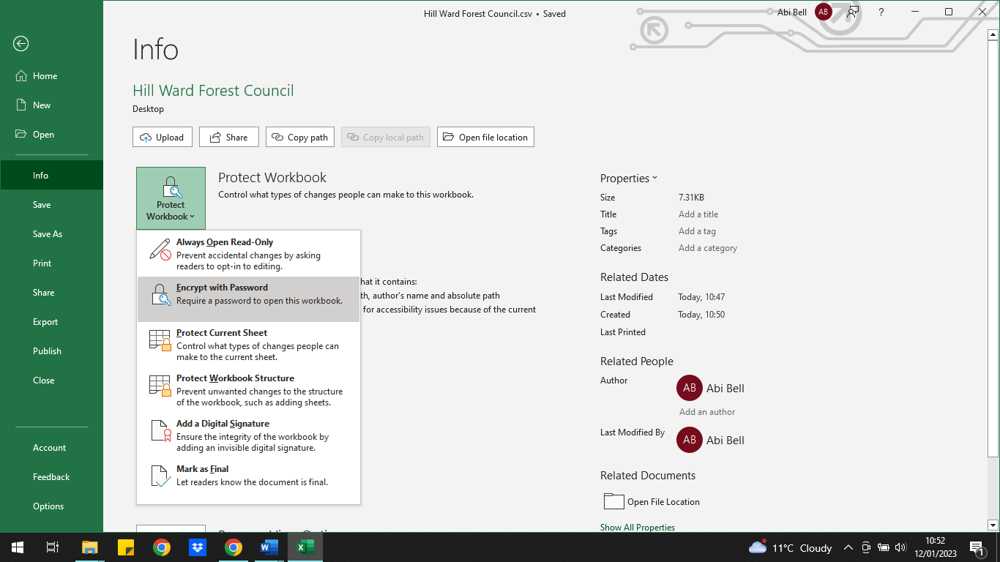 Hill Ward Forest Council.csv • Saved
Abi Bell
AB
?
Info
Home
New
Open
Info
Save
Save As
Print
Share
Export
Publish
Close
Account
Feedback
Options
Hill Ward Forest Council
Desktop
Upload
Share
Copy path
Copy local path
Open file location
Protect
Workbook
Protect Workbook
Control what types of changes people can make to this workbook.
Always Open Read-Only
Prevent accidental changes by asking
readers to opt-in to editing.
Encrypt with Password
Require a password to open this workbook.
Protect Current Sheet
Control what types of changes people can
make to the current sheet.
Protect Workbook Structure
Prevent unwanted changes to the structure
of the workbook, such as adding sheets.
Add a Digital Signature
Ensure the integrity of the workbook by
adding an invisible digital signature.
Mark as Final
Let readers know the document is final.
hat it contains:
th, author's name and absolute path
for accessibility issues because of the current
Properties
Size 7.31KB
Title Add a title
Tags Add a tag
Categories Add a category
Related Dates
Last Modified Today, 10:47
Created Today, 10:50
Last Printed
Related People
Author AB Abi Bell
Add an author
Last Modified By AB Abi Bell
Related Documents
Open File Location
Show All Properties
W
X
11°C Cloudy
10:52
12/01/2023
1